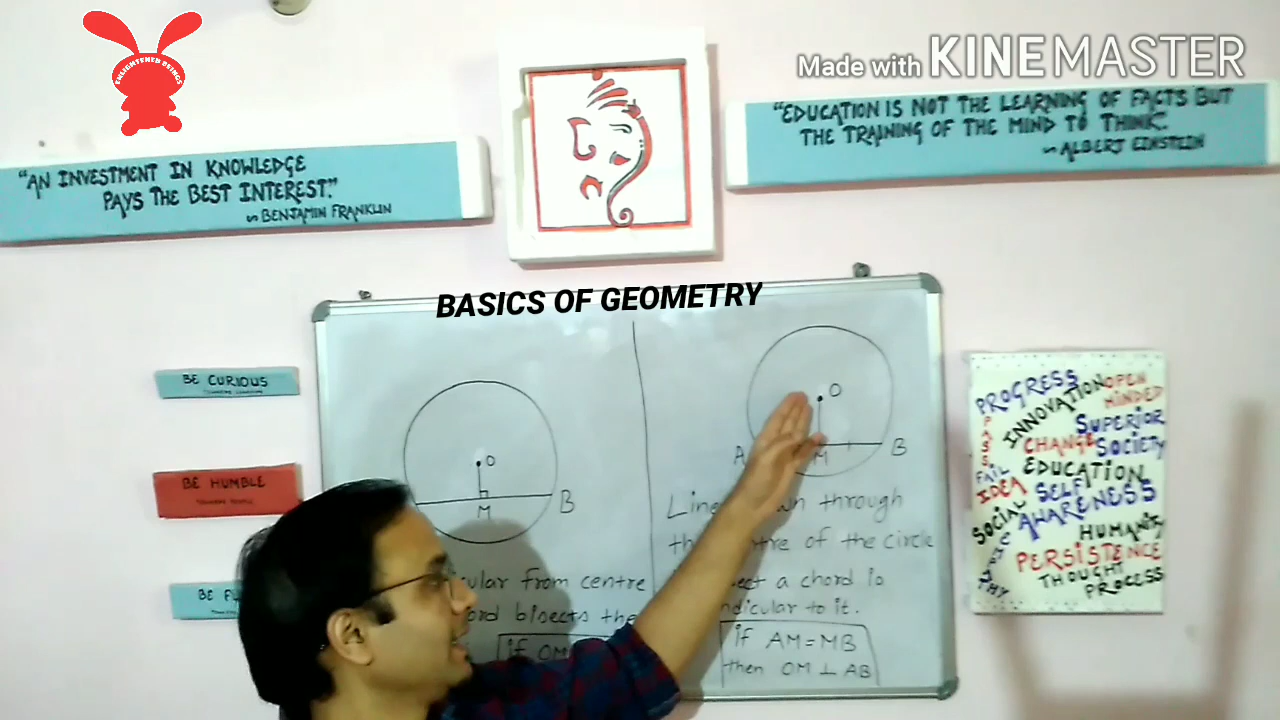 ENLIGHTENED BEINGS
Made with KINEMASTER
"AN INVESTMENT IN KNOWLEDGE
PAYS THE BEST INTEREST."
~ BENJAMIN FRANKLIN
"EDUCATION IS NOT THE LEARNING OF FACTS BUT
THE TRAINING OF THE MIND TO THINK."
~ ALBERT EINSTEIN
BASICS OF GEOMETRY
BE CURIOUS
BE HUMBLE
O
M
B
from centre
bisects the
if OM
O
A
M
B
Line through
the of the circle
a chord is
to it.
if AM=MB
then OM ⊥ AB
PROGRESS
INNOVATION
OPEN
MINDED
SUPERIOR
SOCIETY
CHANGE
EDUCATION
FAIL
IDEA
SELF
AWARENESS
SOCIAL
HUMANITY
PERSISTENCE
THOUGHT
PROCESS